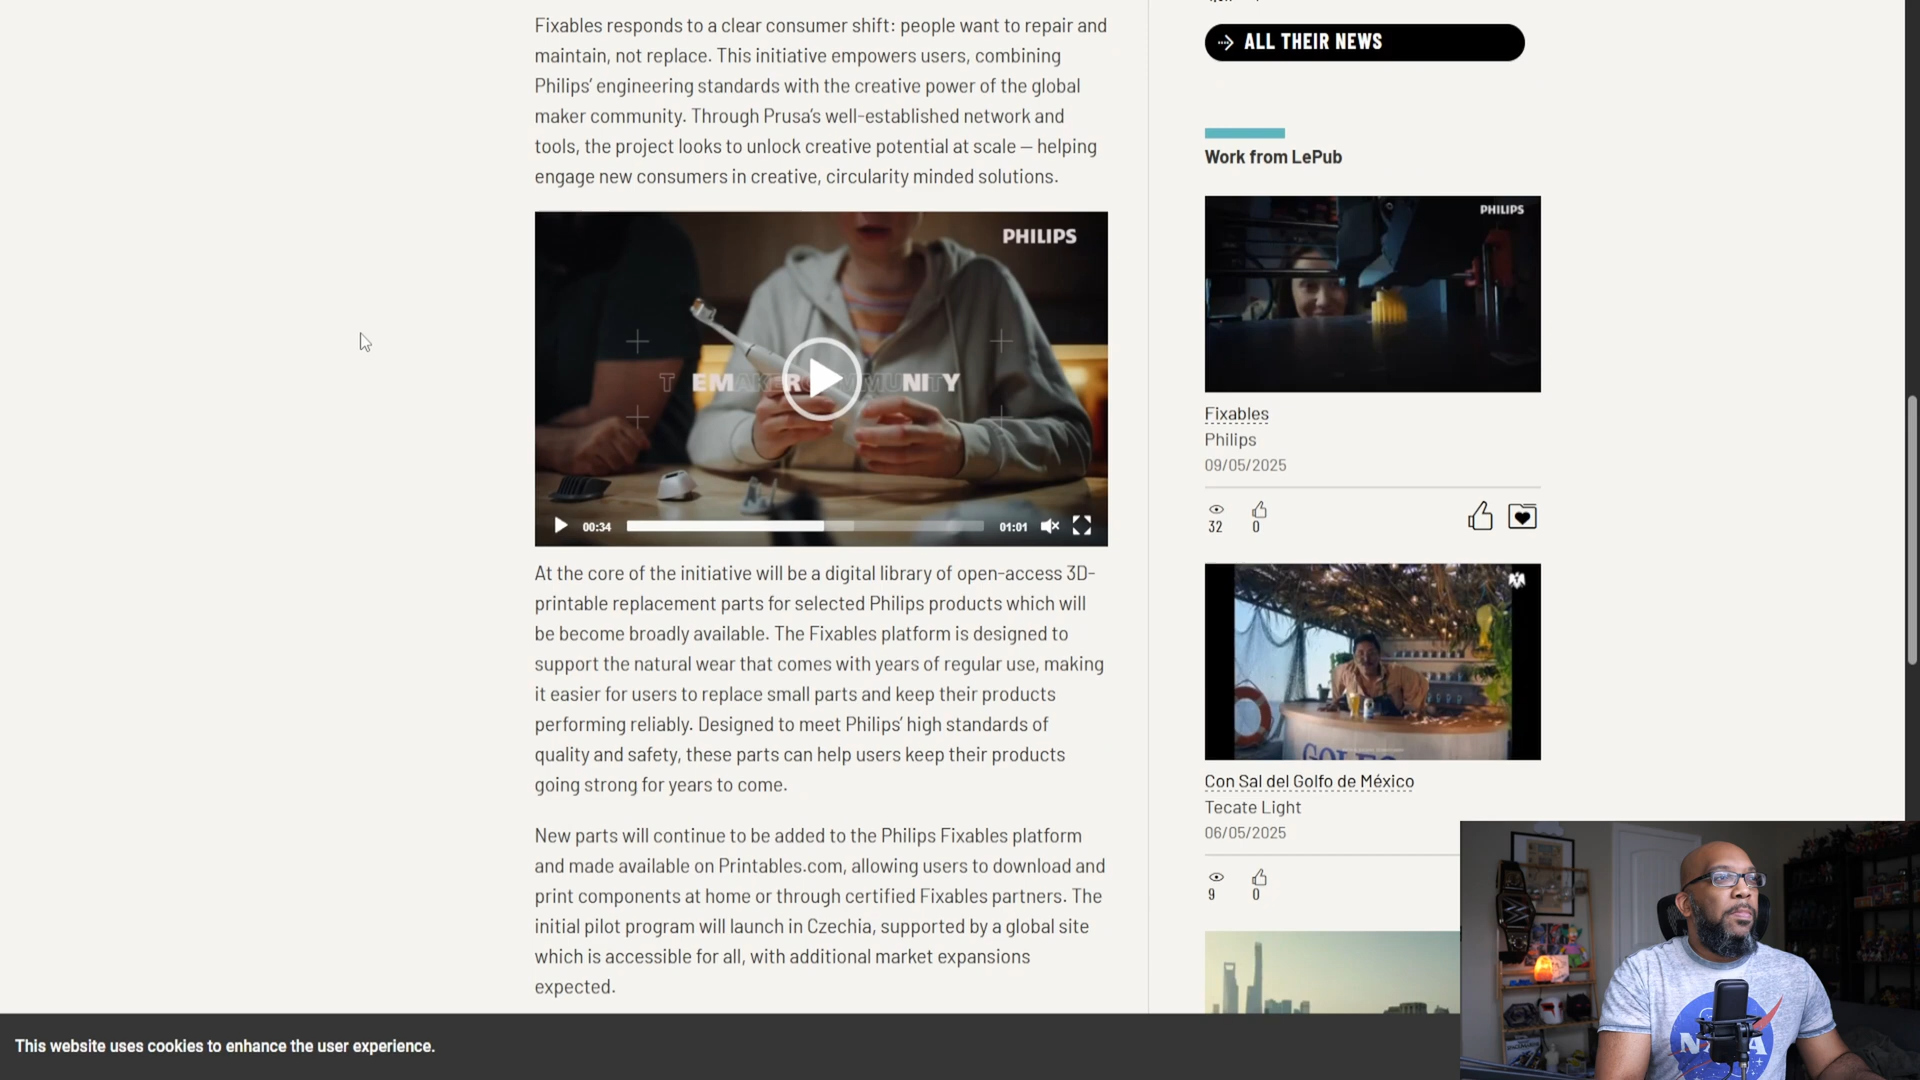 Fixables responds to a clear consumer shift: people want to repair and
maintain, not replace. This initiative empowers users, combining
Philips’ engineering standards with the creative power of the global
maker community. Through Prusa’s well-established network and
tools, the project looks to unlock creative potential at scale – helping
engage new consumers in creative, circularity minded solutions.
PHILIPS
00:34
01:01
At the core of the initiative will be a digital library of open-access 3D-
printable replacement parts for selected Philips products which will
be become broadly available. The Fixables platform is designed to
support the natural wear that comes with years of regular use, making
it easier for users to replace small parts and keep their products
performing reliably. Designed to meet Philips’ high standards of
quality and safety, these parts can help users keep their products
going strong for years to come.
New parts will continue to be added to the Philips Fixables platform
and made available on Printables.com, allowing users to download and
print components at home or through certified Fixables partners. The
initial pilot program will launch in Czechia, supported by a global site
which is accessible for all, with additional market expansions
expected.
ALL THEIR NEWS
Work from LePub
PHILIPS
Fixables
Philips
09/05/2025
32
0
Con Sal del Golfo de México
Tecate Light
06/05/2025
9
0
This website uses cookies to enhance the user experience.